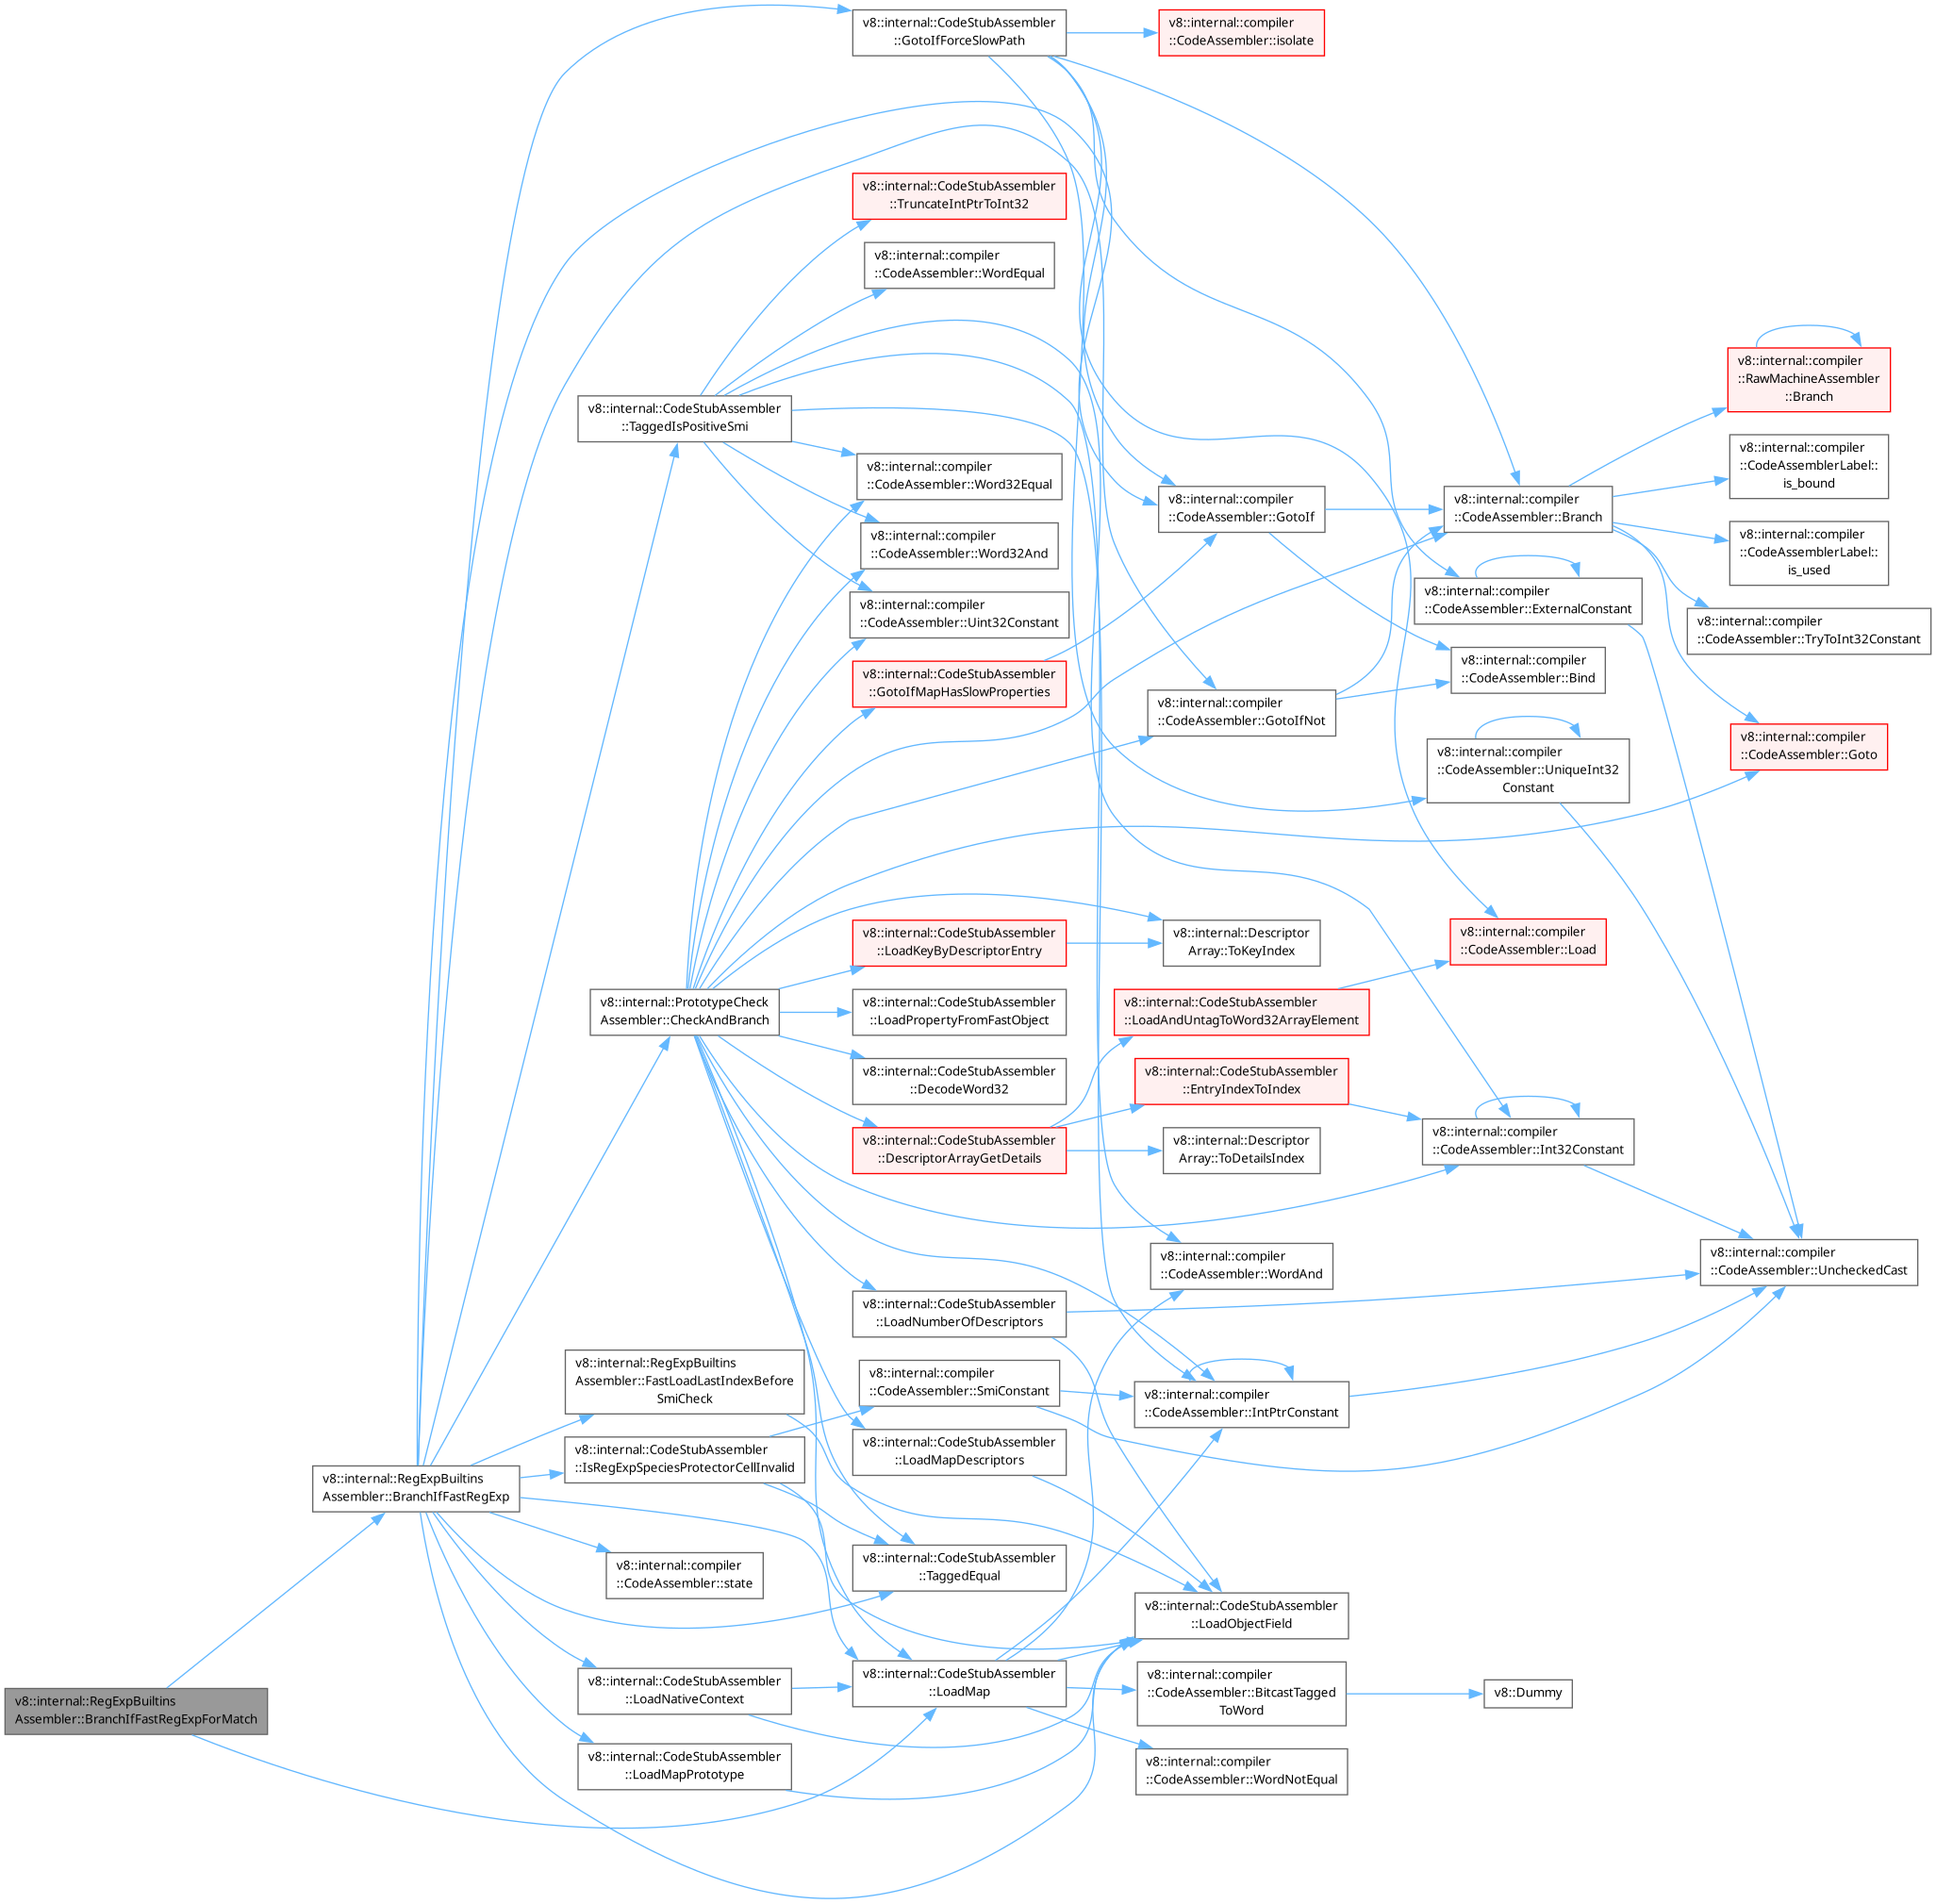 v8::internal::CodeStubAssembler
::GotoIfForceSlowPath
v8::internal::compiler
::CodeAssembler::isolate
v8::internal::CodeStubAssembler
::TruncateIntPtrToInt32
v8::internal::compiler
::CodeAssembler::WordEqual
v8::internal::compiler
::RawMachineAssembler
::Branch
v8::internal::CodeStubAssembler
::TaggedIsPositiveSmi
v8::internal::compiler
::CodeAssemblerLabel::
is_bound
v8::internal::compiler
::CodeAssembler::Word32Equal
v8::internal::compiler
::CodeAssembler::GotoIf
v8::internal::compiler
::CodeAssembler::Branch
v8::internal::compiler
::CodeAssembler::Word32And
v8::internal::compiler
::CodeAssemblerLabel::
is_used
v8::internal::compiler
::CodeAssembler::ExternalConstant
v8::internal::compiler
::CodeAssembler::Uint32Constant
v8::internal::compiler
::CodeAssembler::TryToInt32Constant
v8::internal::compiler
::CodeAssembler::Bind
v8::internal::CodeStubAssembler
::GotoIfMapHasSlowProperties
v8::internal::compiler
::CodeAssembler::GotoIfNot
v8::internal::compiler
::CodeAssembler::Goto
v8::internal::compiler
::CodeAssembler::UniqueInt32
Constant
v8::internal::CodeStubAssembler
::LoadKeyByDescriptorEntry
v8::internal::Descriptor
Array::ToKeyIndex
v8::internal::compiler
::CodeAssembler::Load
v8::internal::PrototypeCheck
Assembler::CheckAndBranch
v8::internal::CodeStubAssembler
::LoadPropertyFromFastObject
v8::internal::CodeStubAssembler
::LoadAndUntagToWord32ArrayElement
v8::internal::CodeStubAssembler
::DecodeWord32
v8::internal::CodeStubAssembler
::EntryIndexToIndex
v8::internal::CodeStubAssembler
::DescriptorArrayGetDetails
v8::internal::Descriptor
Array::ToDetailsIndex
v8::internal::compiler
::CodeAssembler::Int32Constant
v8::internal::compiler
::CodeAssembler::WordAnd
v8::internal::compiler
::CodeAssembler::UncheckedCast
v8::internal::CodeStubAssembler
::LoadNumberOfDescriptors
v8::internal::RegExpBuiltins
Assembler::FastLoadLastIndexBefore
SmiCheck
v8::internal::compiler
::CodeAssembler::SmiConstant
v8::internal::compiler
::CodeAssembler::IntPtrConstant
v8::internal::CodeStubAssembler
::IsRegExpSpeciesProtectorCellInvalid
v8::internal::CodeStubAssembler
::LoadMapDescriptors
v8::internal::RegExpBuiltins
Assembler::BranchIfFastRegExp
v8::internal::compiler
::CodeAssembler::state
v8::internal::CodeStubAssembler
::TaggedEqual
v8::internal::CodeStubAssembler
::LoadObjectField
v8::internal::RegExpBuiltins
Assembler::BranchIfFastRegExpForMatch
v8::internal::CodeStubAssembler
::LoadNativeContext
v8::internal::CodeStubAssembler
::LoadMap
v8::internal::compiler
::CodeAssembler::BitcastTagged
ToWord
v8::Dummy
v8::internal::CodeStubAssembler
::LoadMapPrototype
v8::internal::compiler
::CodeAssembler::WordNotEqual